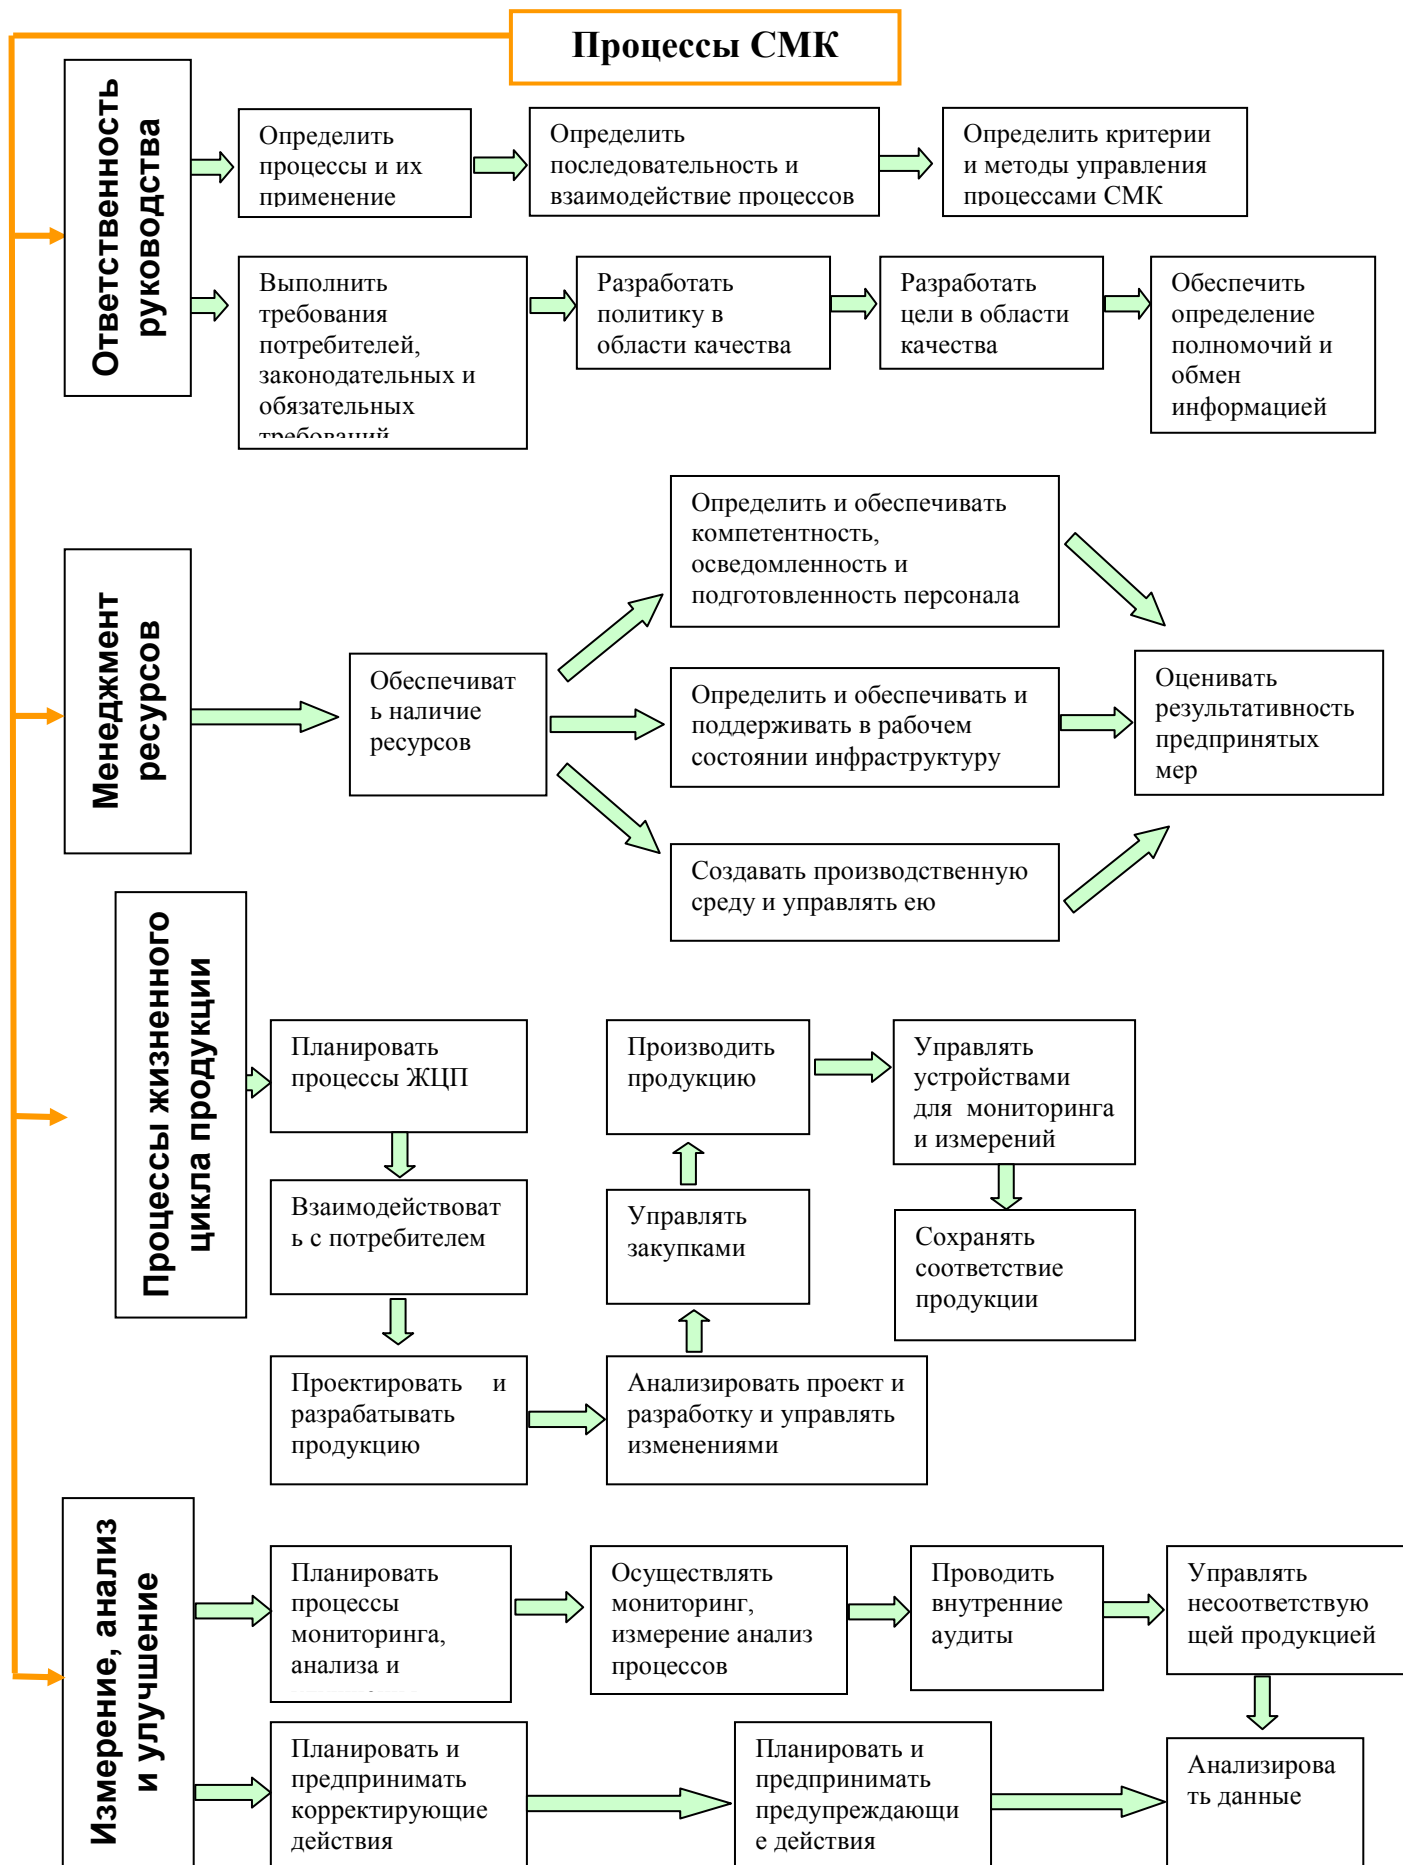 Процессы СМК
Ответственность
руководства
Определить
процессы и их
применение
Определить
последовательность и
взаимодействие процессов
Определить критерии
и методы управления
процессами СМК
Выполнить
требования
потребителей,
законодательных и
обязательных
требований
Разработать
политику в
области качества
Разработать
цели в области
качества
Обеспечить
определение
полномочий и
обмен
информацией
Менеджмент
ресурсов
Обеспечиват
ь наличие
ресурсов
Определить и обеспечивать
компетентность,
осведомленность и
подготовленность персонала
Определить и обеспечивать и
поддерживать в рабочем
состоянии инфраструктуру
Создавать производственную
среду и управлять ею
Оценивать
результативность
предпринятых
мер
Процессы жизненного
цикла продукции
Планировать
процессы ЖЦП
Взаимодействоват
ь с потребителем
Проектировать и
разрабатывать
продукцию
Анализировать проект и
разработку и управлять
изменениями
Управлять
закупками
Производить
продукцию
Управлять
устройствами
для мониторинга
и измерений
Сохранять
соответствие
продукции
Измерение, анализ
и улучшение
Планировать
процессы
мониторинга,
анализа и
Осуществлять
мониторинг,
измерение анализ
процессов
Проводить
внутренние
аудиты
Управлять
несоответствую
щей продукцией
Планировать и
предпринимать
корректирующие
действия
Планировать и
предпринимать
предупреждающи
е действия
Анализирова
ть данные